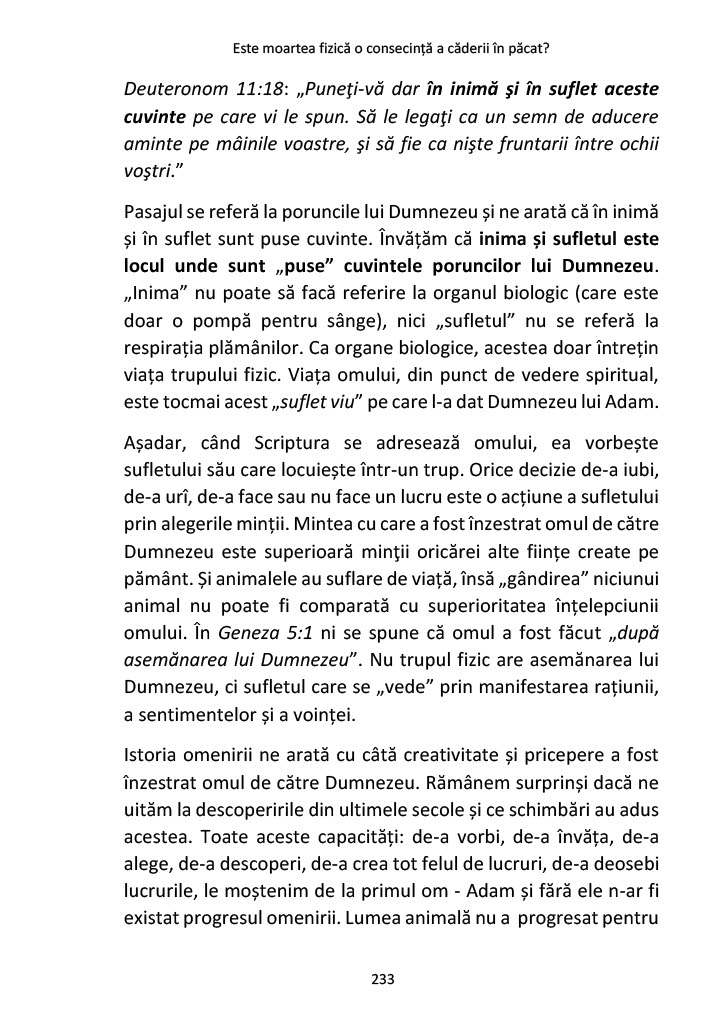 Este moartea fizică o consecință a căderii în păcat?
Deuteronom 11:18: „Puneţi-vă dar în inimă şi în suflet aceste
cuvinte pe care vi le spun. Să le legaţi ca un semn de aducere
aminte pe mâinile voastre, şi să fie ca nişte fruntarii între ochii
voştri.”
Pasajul se referă la poruncile lui Dumnezeu și ne arată că în inimă
și în suflet sunt puse cuvinte. Învățăm că inima și sufletul este
locul unde sunt „puse” cuvintele poruncilor lui Dumnezeu.
„Inima” nu poate să facă referire la organul biologic (care este
doar o pompă pentru sânge), nici „sufletul” nu se referă la
respirația plămânilor. Ca organe biologice, acestea doar întrețin
viața trupului fizic. Viața omului, din punct de vedere spiritual,
este tocmai acest „suflet viu” pe care l-a dat Dumnezeu lui Adam.
Așadar, când Scriptura se adresează omului, ea vorbește
sufletului său care locuiește într-un trup. Orice decizie de-a iubi,
de-a urî, de-a face sau nu face un lucru este o acțiune a sufletului
prin alegerile minții. Mintea cu care a fost înzestrat omul de către
Dumnezeu este superioară minţii oricărei alte ființe create pe
pământ. Și animalele au suflare de viață, însă „gândirea” niciunui
animal nu poate fi comparată cu superioritatea înțelepciunii
omului. În Geneza 5:1 ni se spune că omul a fost făcut „după
asemănarea lui Dumnezeu”. Nu trupul fizic are asemănarea lui
Dumnezeu, ci sufletul care se „vede” prin manifestarea rațiunii,
a sentimentelor și a voinței.
Istoria omenirii ne arată cu câtă creativitate și pricepere a fost
înzestrat omul de către Dumnezeu. Rămânem surprinși dacă ne
uităm la descoperirile din ultimele secole și ce schimbări au adus
acestea. Toate aceste capacități: de-a vorbi, de-a învăța, de-a
alege, de-a descoperi, de-a crea tot felul de lucruri, de-a deosebi
lucrurile, le moștenim de la primul om - Adam și fără ele n-ar fi
existat progresul omenirii. Lumea animală nu a progresat pentru
233